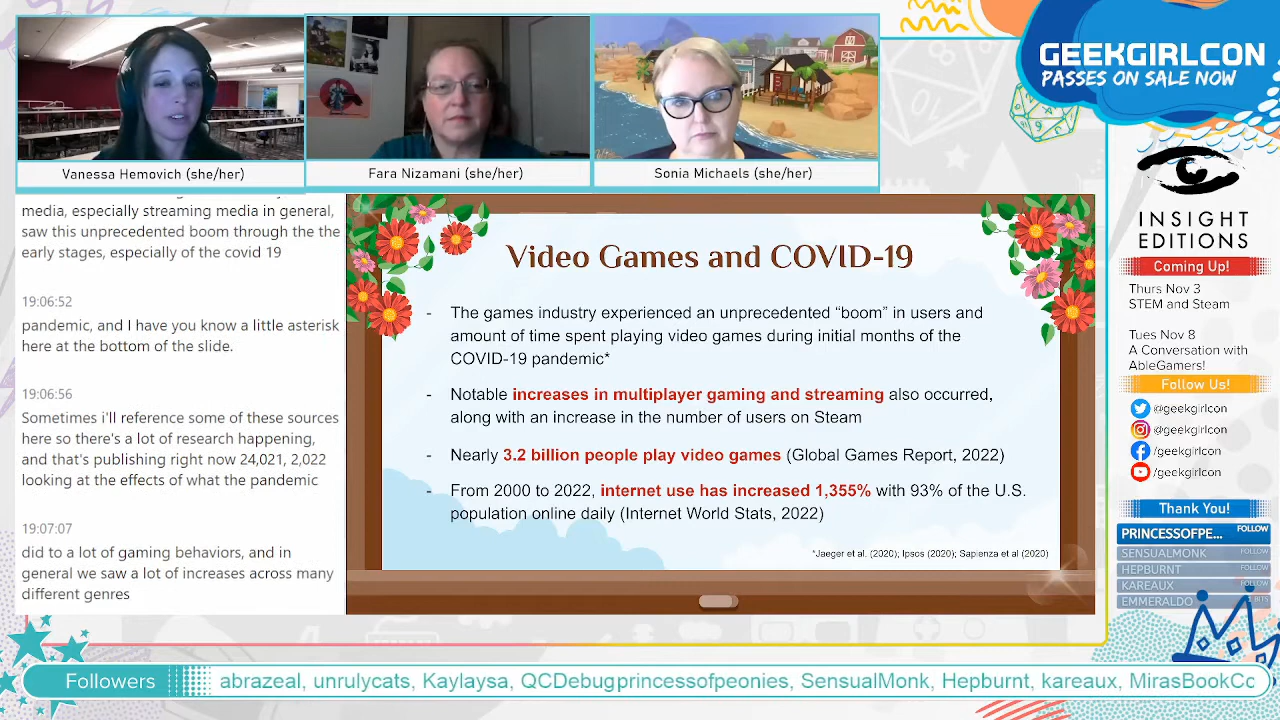 GEEKGIRLCON
PASSES ON SALE NOW
Vanessa Hemovich (she/her)
Fara Nizamani (she/her)
Sonia Michaels (she/her)
media, especially streaming media in general,
saw this unprecedented boom through the the
early stages, especially of the covid 19
19:06:52
pandemic, and I have you know a little asterisk
here at the bottom of the slide.
19:06:56
Sometimes i'll reference some of these sources
here so there's a lot of research happening,
and that's publishing right now 24,021, 2,022
looking at the effects of what the pandemic
19:07:07
did to a lot of gaming behaviors, and in
general we saw a lot of increases across many
different genres
Video Games and COVID-19
- The games industry experienced an unprecedented “boom” in users and
amount of time spent playing video games during initial months of the
COVID-19 pandemic*
- Notable increases in multiplayer gaming and streaming also occurred,
along with an increase in the number of users on Steam
- Nearly 3.2 billion people play video games (Global Games Report, 2022)
- From 2000 to 2022, internet use has increased 1,355% with 93% of the U.S.
population online daily (Internet World Stats, 2022)
*Jaeger et al. (2020); Ipsos (2020); Sapienza et al (2020)
INSIGHT
EDITIONS
Coming Up!
Thurs Nov 3
STEM and Steam
Tues Nov 8
A Conversation with
AbleGamers!
Follow Us!
@geekgirlcon
@geekgirlcon
/geekgirlcon
/geekgirlcon
Thank You!
PRINCESSOFPE... FOLLOW
SENSUALMONK FOLLOW
HEPBURNT FOLLOW
KAREAUX FOLLOW
EMMERALDO BITS
Followers abrazeal, unrulycats, Kaylaysa, QCDebugprincessofpeonies, SensualMonk, Hepburnt, kareaux, MirasBookCo